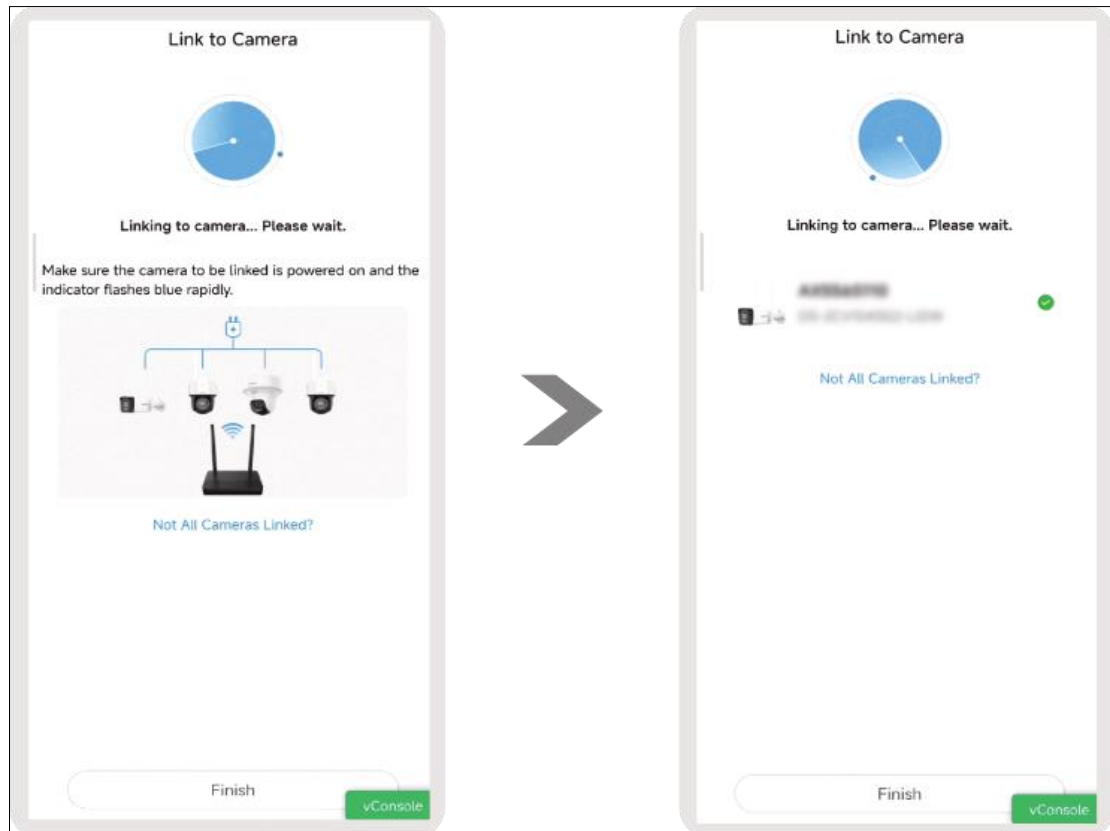 Link to Camera
Linking to camera... Please wait.
Make sure the camera to be linked is powered on and the
indicator flashes blue rapidly.
Not All Cameras Linked?
Finish
vConsole
Link to Camera
Linking to camera... Please wait.
Not All Cameras Linked?
Finish
vConsole